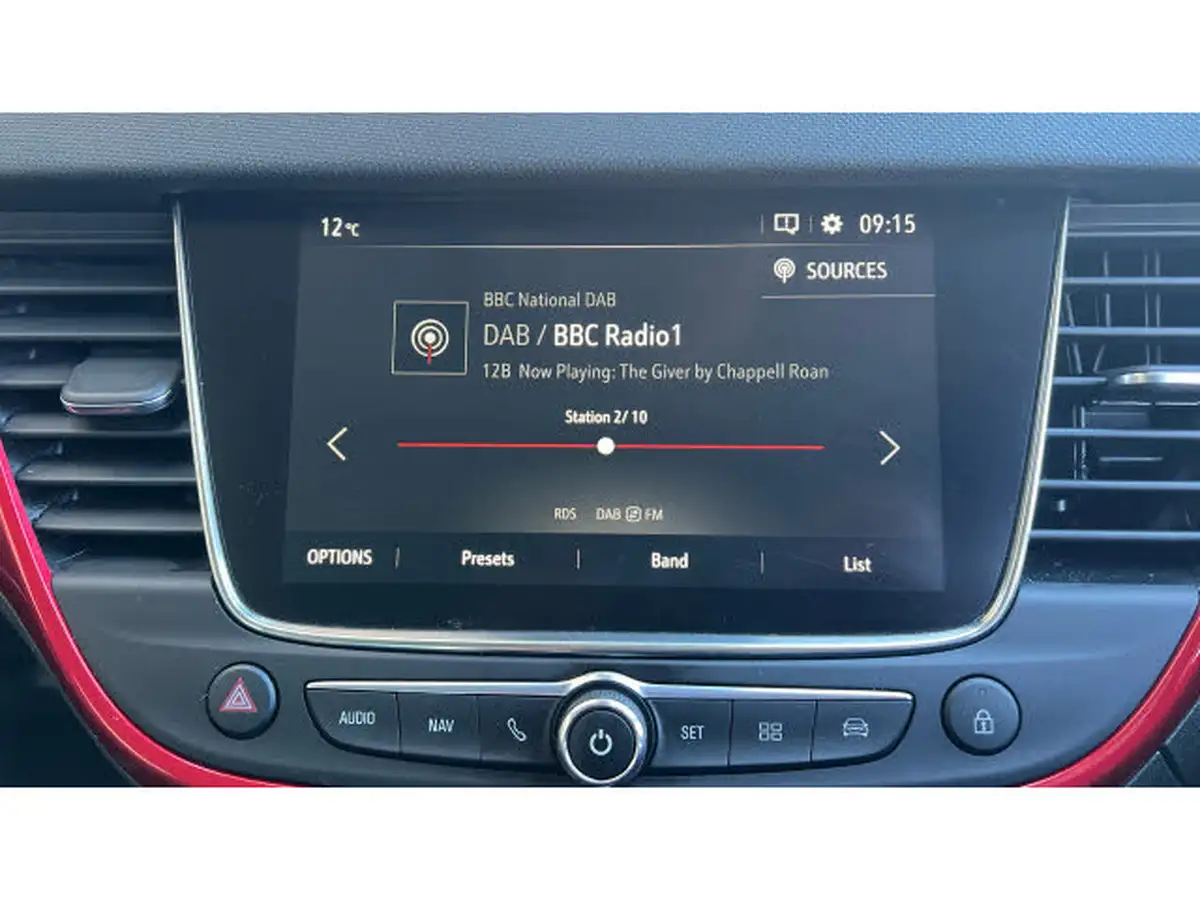 12°C
09:15
SOURCES
BBC National DAB
DAB / BBC Radio1
12B Now Playing: The Giver by Chappell Roan
Station 2/ 10
RDS DAB FM
OPTIONS | Presets | Band | List
AUDIO NAV SET